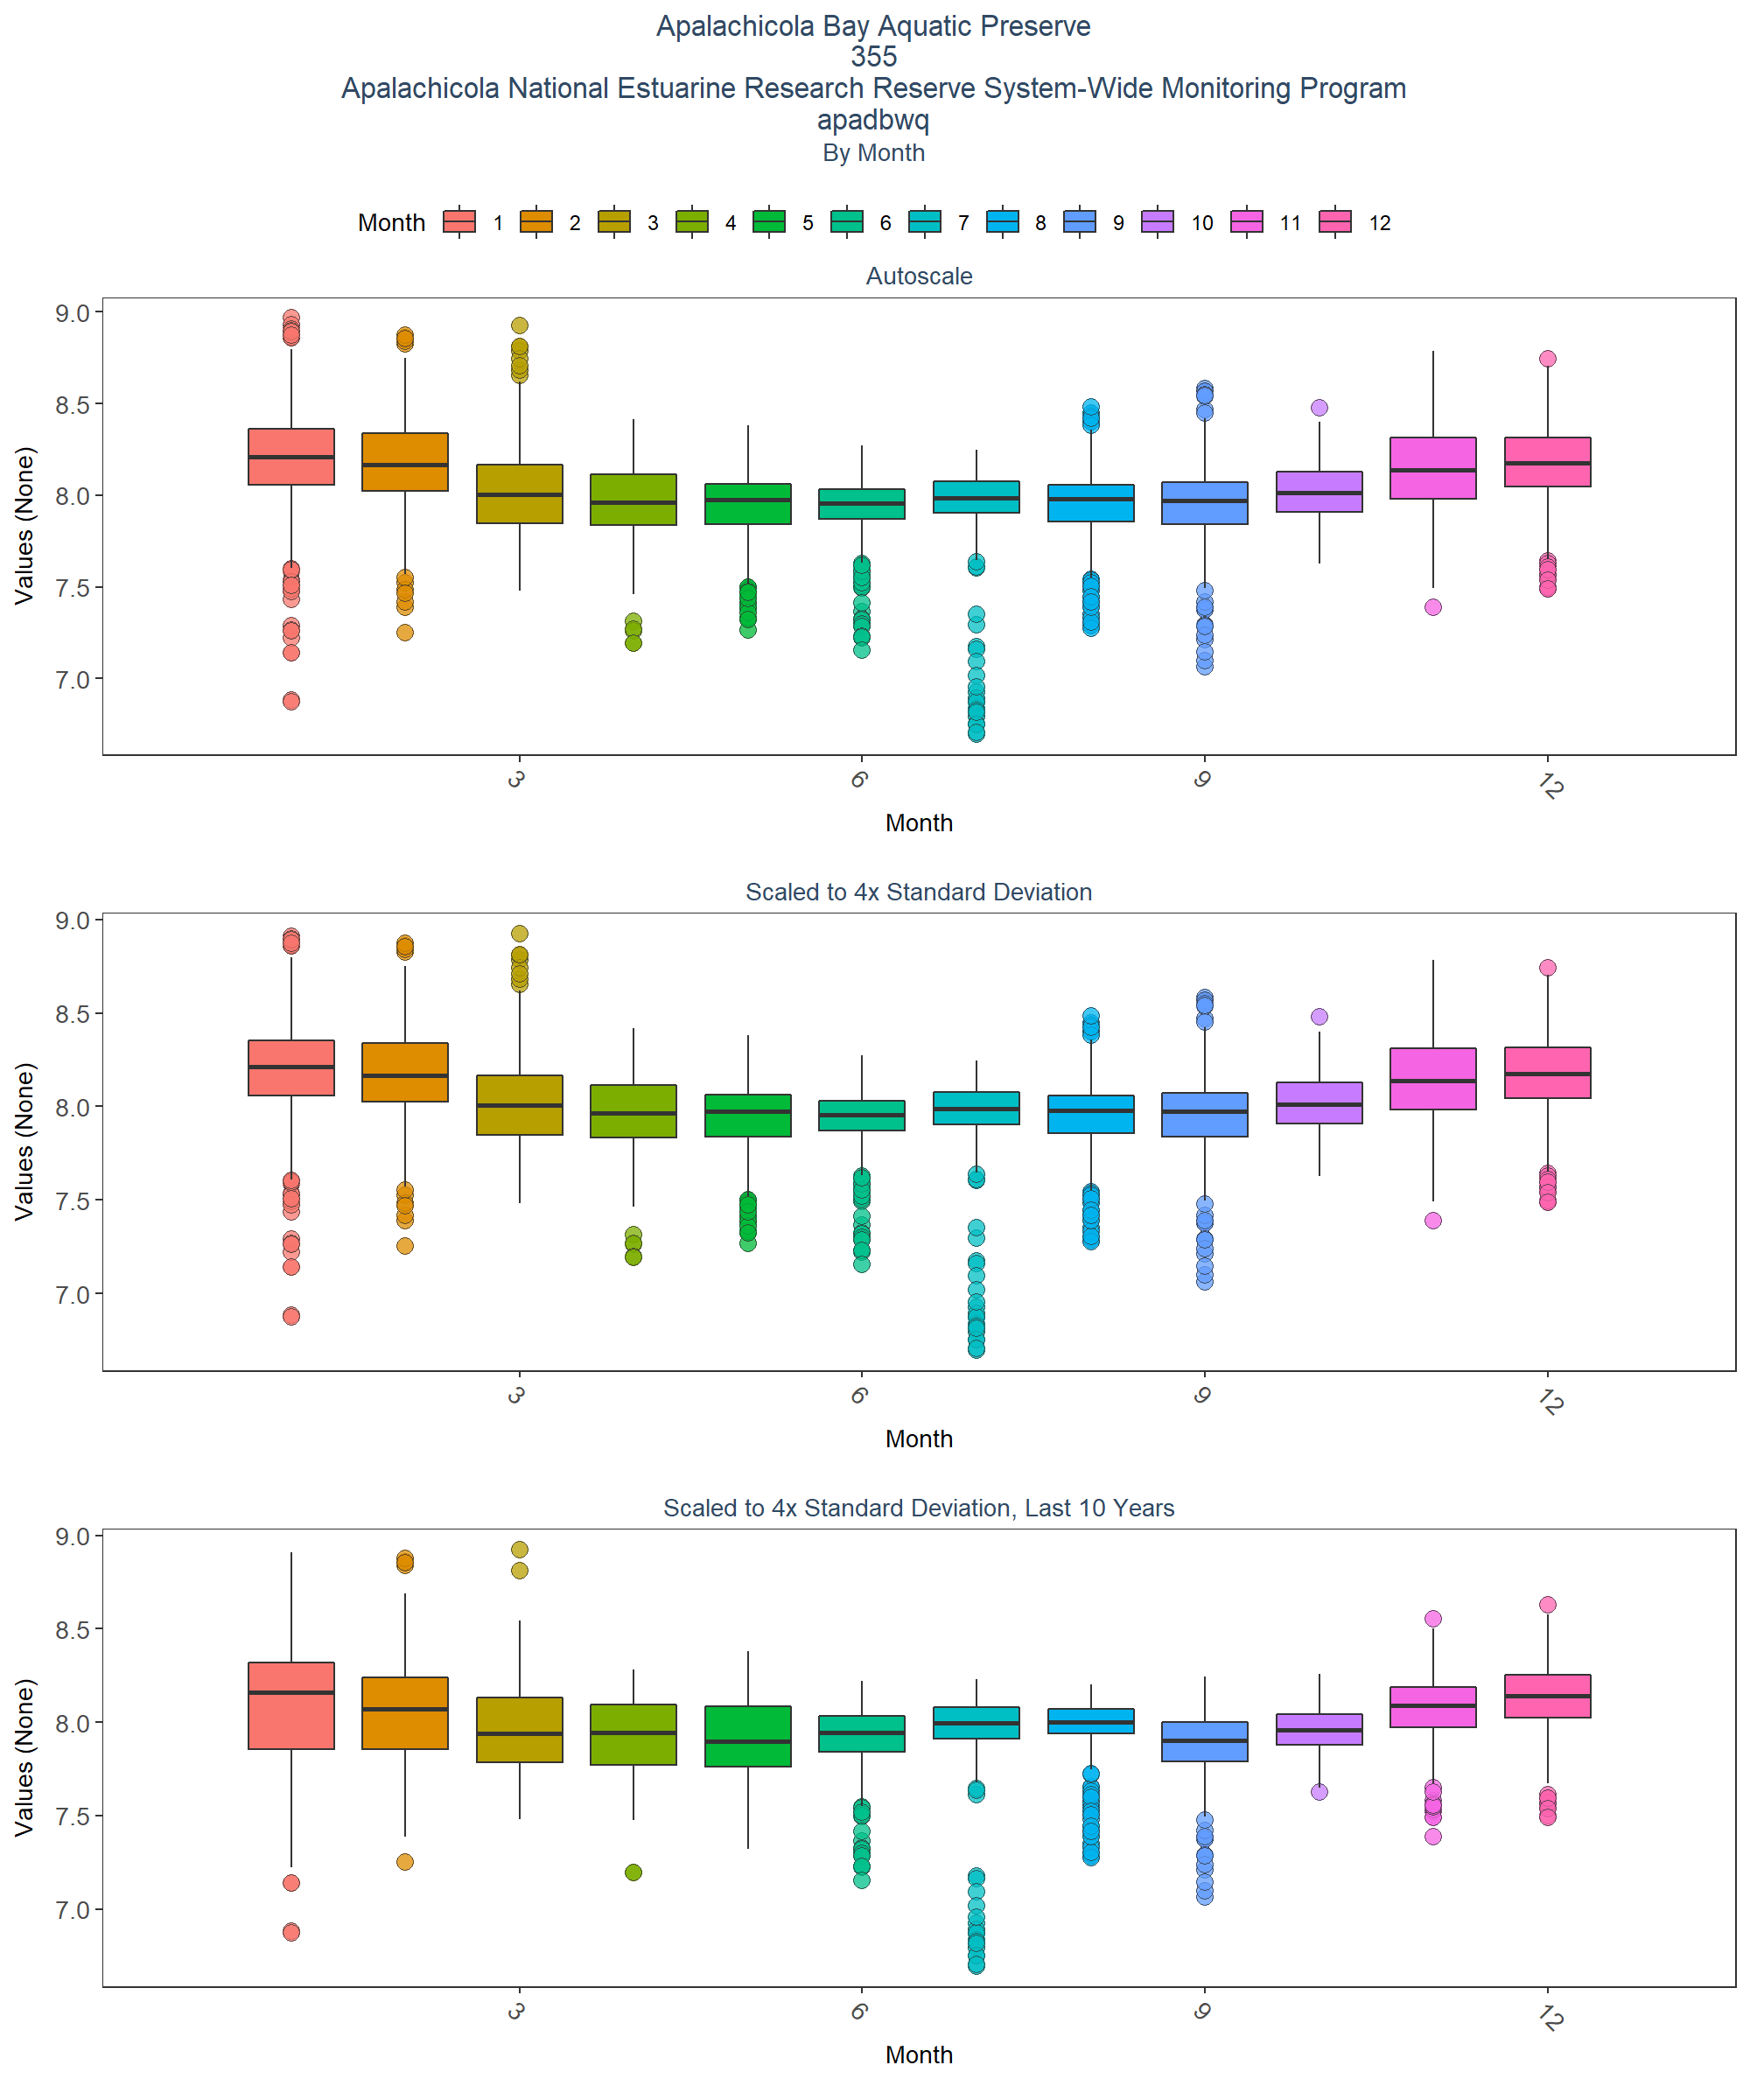 Apalachicola Bay Aquatic Preserve
355
Apalachicola National Estuarine Research Reserve System-Wide Monitoring Program
apadbwq
By Month
Month 1 2 3 4 5 6 7 8 9 10 11 12
Autoscale
Values (None)
9.0
8.5
8.0
7.5
7.0
3 6 9 12
Month
Scaled to 4x Standard Deviation
Values (None)
9.0
8.5
8.0
7.5
7.0
3 6 9 12
Month
Scaled to 4x Standard Deviation, Last 10 Years
Values (None)
9.0
8.5
8.0
7.5
7.0
3 6 9 12
Month